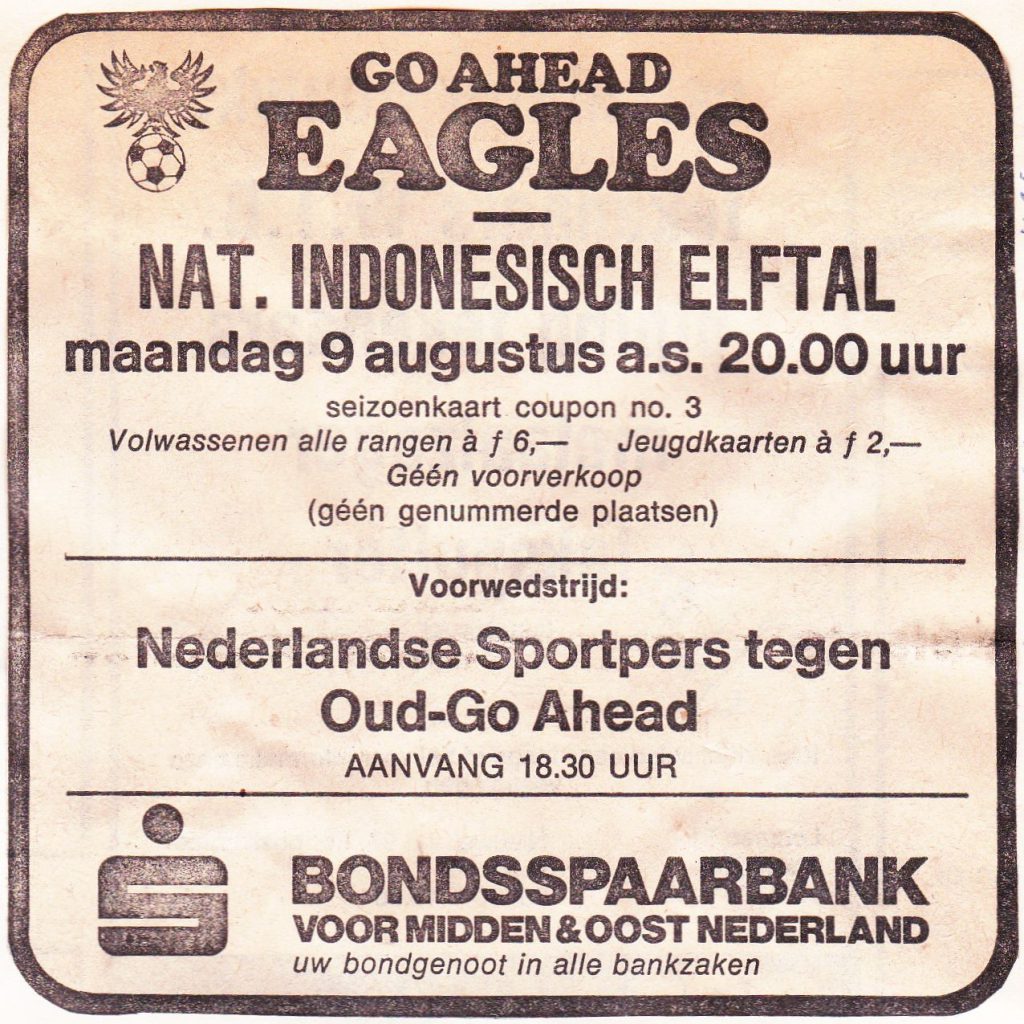 GO AHEAD
EAGLES
—
NAT. INDONESISCH ELFTAL
maandag 9 augustus a.s. 20.00 uur
seizoenkaart coupon no. 3
Volwassenen alle rangen à ƒ 6,— Jeugdkaarten à ƒ 2,—
Géén voorverkoop
(géén genummerde plaatsen)
Voorwedstrijd:
Nederlandse Sportpers tegen
Oud-Go Ahead
AANVANG 18.30 UUR
BONDSSPAARBANK
VOOR MIDDEN & OOST NEDERLAND
uw bondgenoot in alle bankzaken